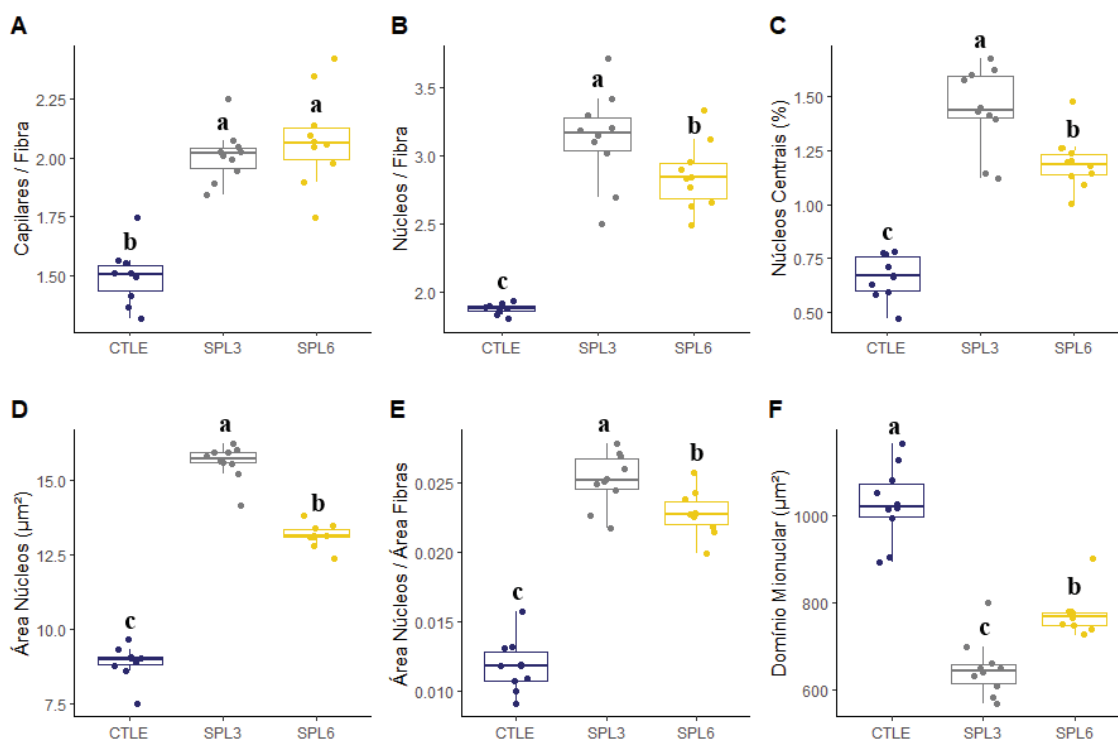 A
Capilares / Fibra
2.25
2.00
1.75
1.50
b
a
a
CTLE
SPL3
SPL6
B
Núcleos / Fibra
3.5
3.0
2.5
2.0
c
a
b
CTLE
SPL3
SPL6
C
Núcleos Centrais (%)
1.50
1.25
1.00
0.75
0.50
c
a
b
CTLE
SPL3
SPL6
D
Área Núcleos (µm²)
15.0
12.5
10.0
7.5
c
a
b
CTLE
SPL3
SPL6
E
Área Núcleos / Área Fibras
0.025
0.020
0.015
0.010
c
a
b
CTLE
SPL3
SPL6
F
Domínio Mionuclar (µm²)
1000
800
600
a
c
b
CTLE
SPL3
SPL6